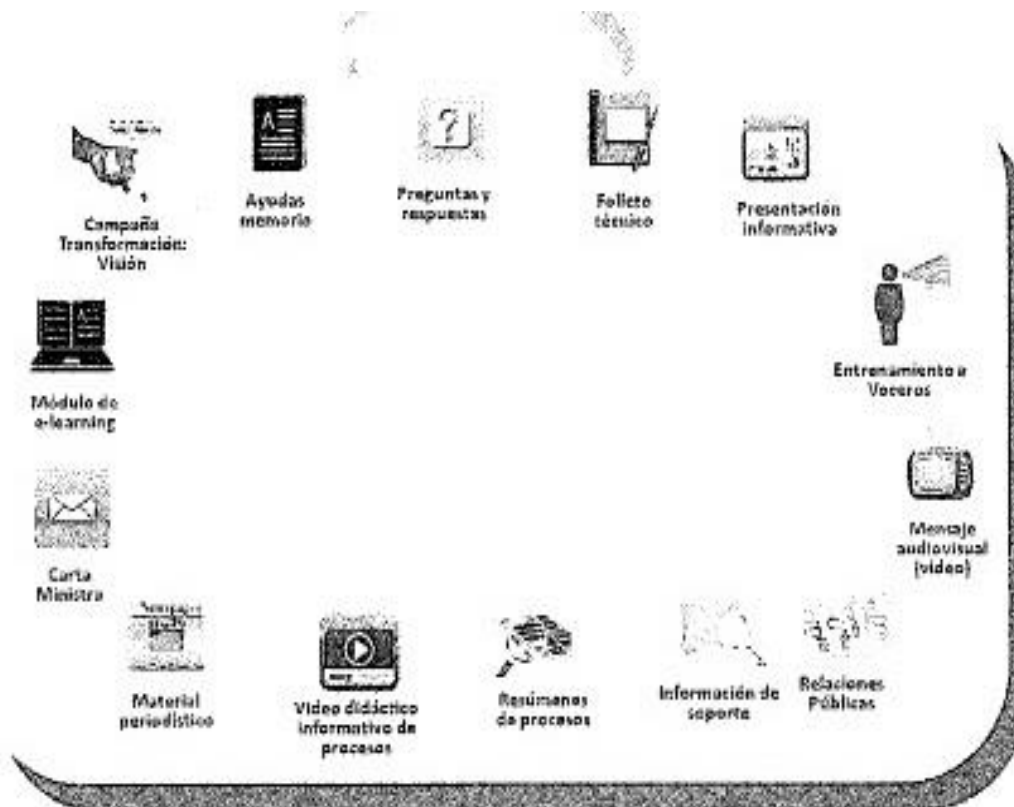 Campaña
Transformación:
Visión
Ayudas
memoria
Preguntas y
respuestas
Folleto
técnico
Presentación
informativa
Entrenamiento a
Voceros
Módulo de
e-learning
Mensaje
audiovisual
(video)
Carta
Ministra
Material
periodístico
Video didáctico
informativo de
procesos
Resúmenes
de procesos
Información de
soporte
Relaciones
Públicas